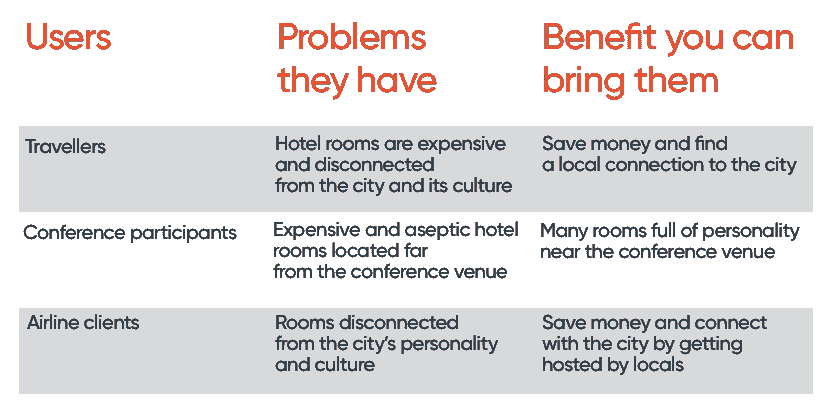 Users
Problems
they have
Benefit you can
bring them
Travellers
Hotel rooms are expensive
and disconnected
from the city and its culture
Save money and find
a local connection to the city
Conference participants
Expensive and aseptic hotel
rooms located far
from the conference venue
Many rooms full of personality
near the conference venue
Airline clients
Rooms disconnected
from the city’s personality
and culture
Save money and connect
with the city by getting
hosted by locals